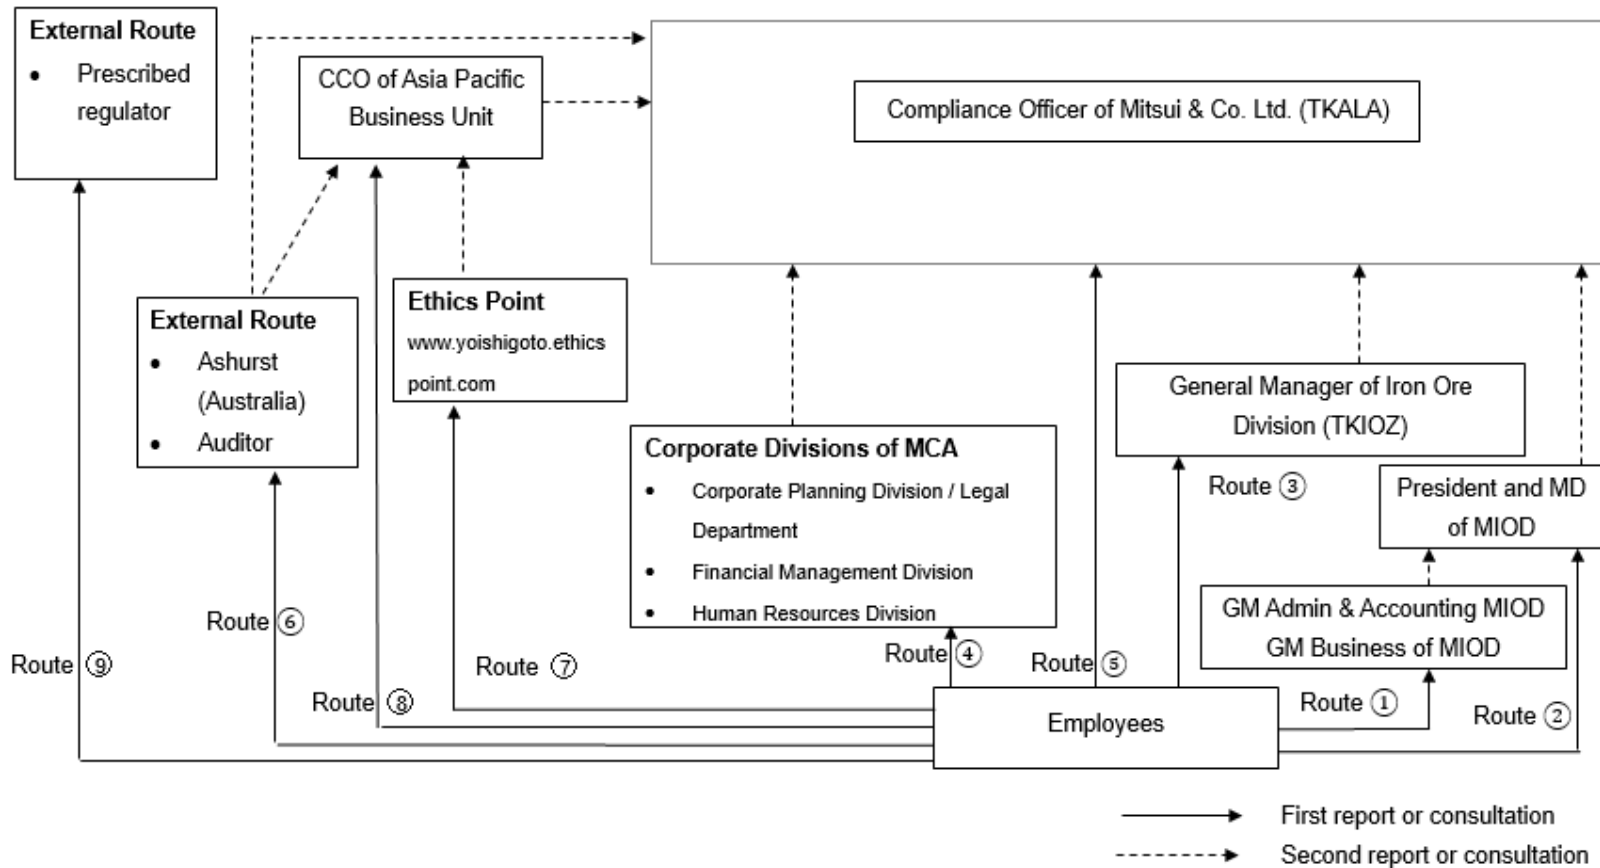 External Route
• Prescribed
regulator
CCO of Asia Pacific
Business Unit
Compliance Officer of Mitsui & Co. Ltd. (TKALA)
External Route
• Ashurst
(Australia)
• Auditor
Ethics Point
www.yoishigoto.ethics
point.com
Corporate Divisions of MCA
• Corporate Planning Division / Legal
Department
• Financial Management Division
• Human Resources Division
General Manager of Iron Ore
Division (TKIOZ)
Route ③
President and MD
of MIOD
GM Admin & Accounting MIOD
GM Business of MIOD
Route ⑨
Route ⑥
Route ⑧
Route ⑦
Route ④
Route ⑤
Employees
Route ①
Route ②
First report or consultation
Second report or consultation